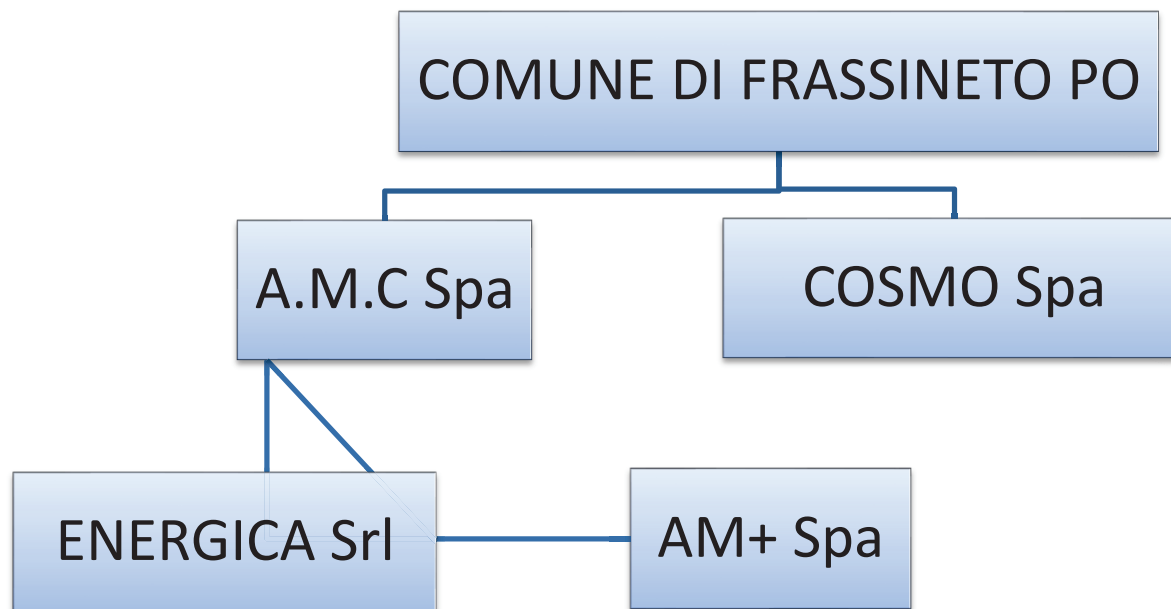 COMUNE DI FRASSINETO PO
A.M.C Spa
COSMO Spa
ENERGICA Srl
AM+ Spa